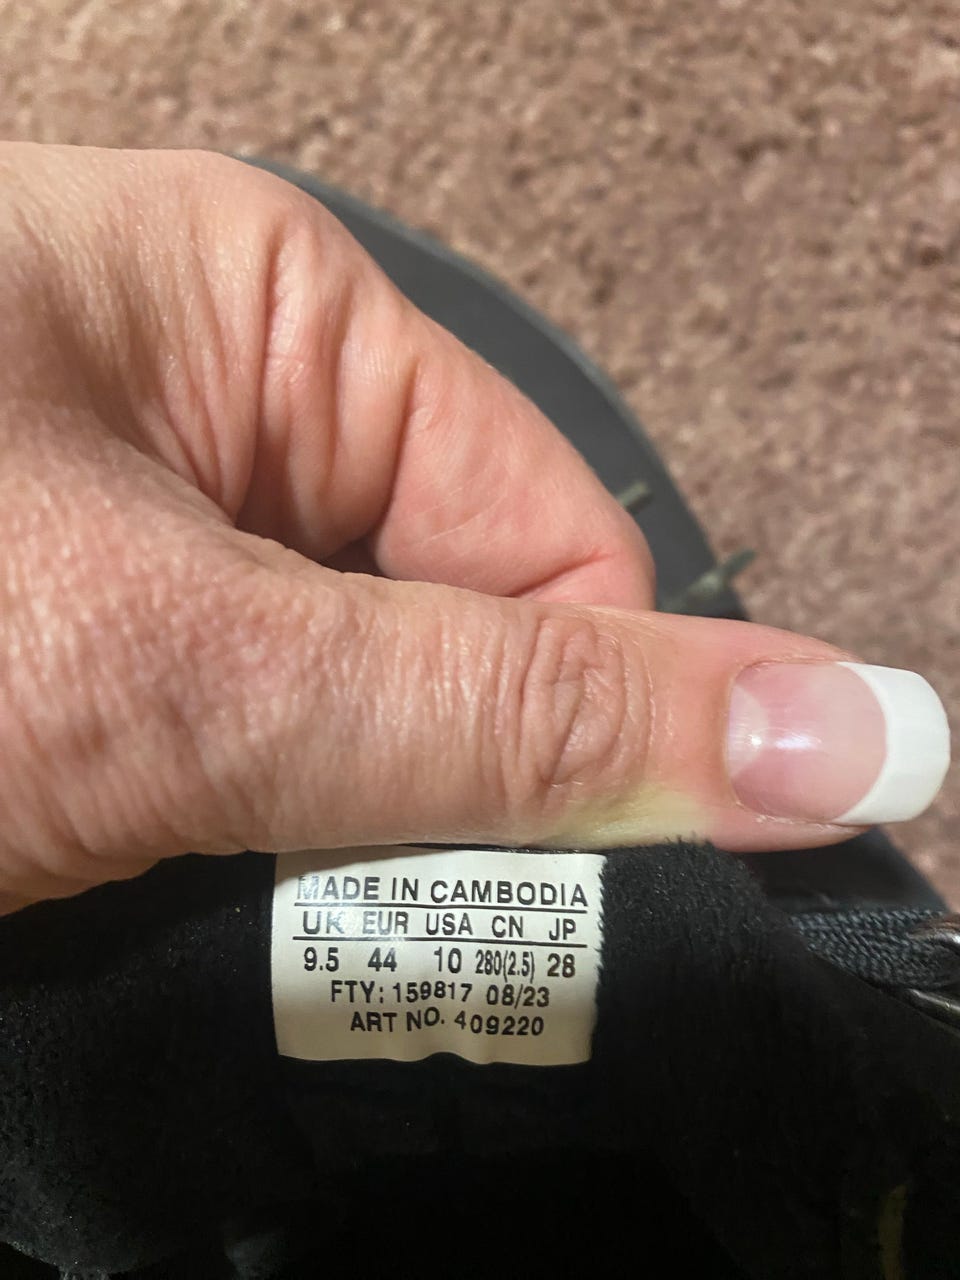 MADE IN CAMBODIA
UK EUR USA CN JP
9.5 44 10 280(2.5) 28
FTY: 159817 08/23
ART NO. 409220